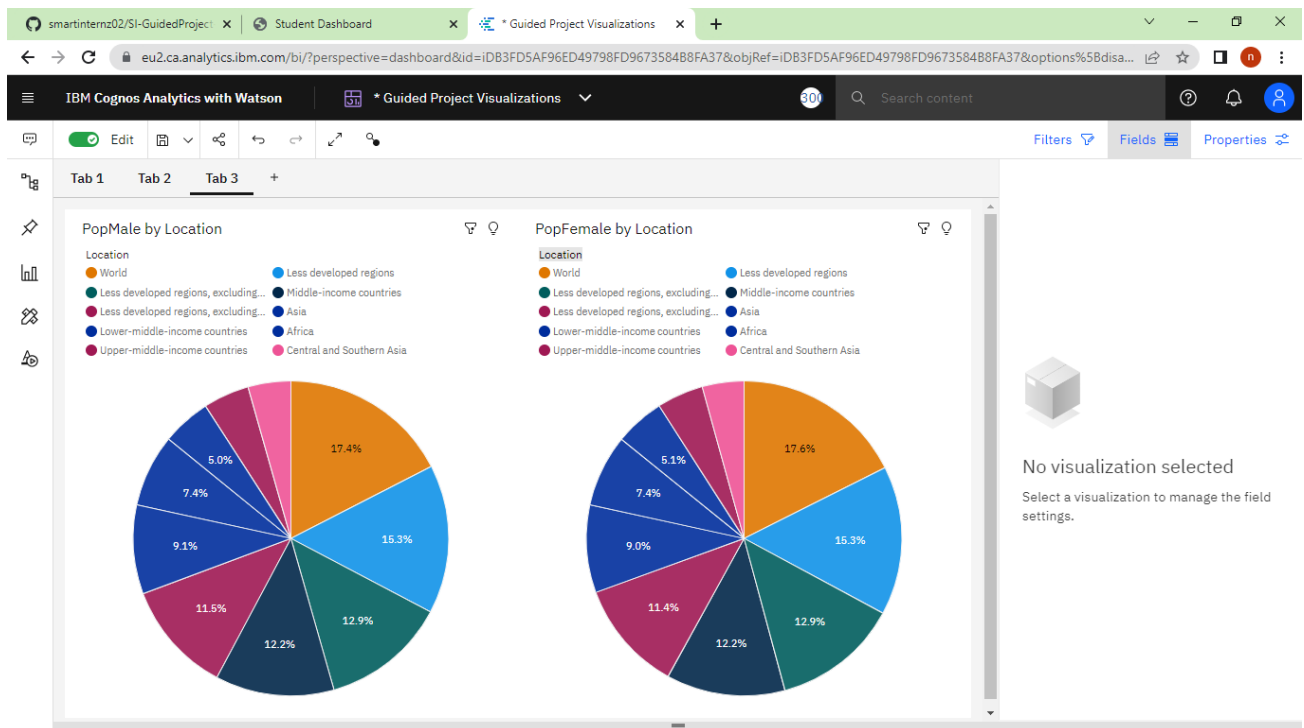 smartinternz02/SI-GuidedProject
Student Dashboard
* Guided Project Visualizations
eu2.ca.analytics.ibm.com/bi/?perspective=dashboard&id=iDB3FD5AF96ED49798FD9673584B8FA37&objRef=iDB3FD5AF96ED49798FD9673584B8FA37&options%5Bdisa...
n
IBM Cognos Analytics with Watson
* Guided Project Visualizations
300
Search content
Edit
Filters
Fields
Properties
Tab 1
Tab 2
Tab 3
PopMale by Location
Location
World
Less developed regions
Less developed regions, excluding...
Middle-income countries
Less developed regions, excluding...
Asia
Lower-middle-income countries
Africa
Upper-middle-income countries
Central and Southern Asia
17.4%
15.3%
12.9%
12.2%
11.5%
9.1%
7.4%
5.0%
PopFemale by Location
Location
World
Less developed regions
Less developed regions, excluding...
Middle-income countries
Less developed regions, excluding...
Asia
Lower-middle-income countries
Africa
Upper-middle-income countries
Central and Southern Asia
17.6%
15.3%
12.9%
12.2%
11.4%
9.0%
7.4%
5.1%
No visualization selected
Select a visualization to manage the field
settings.